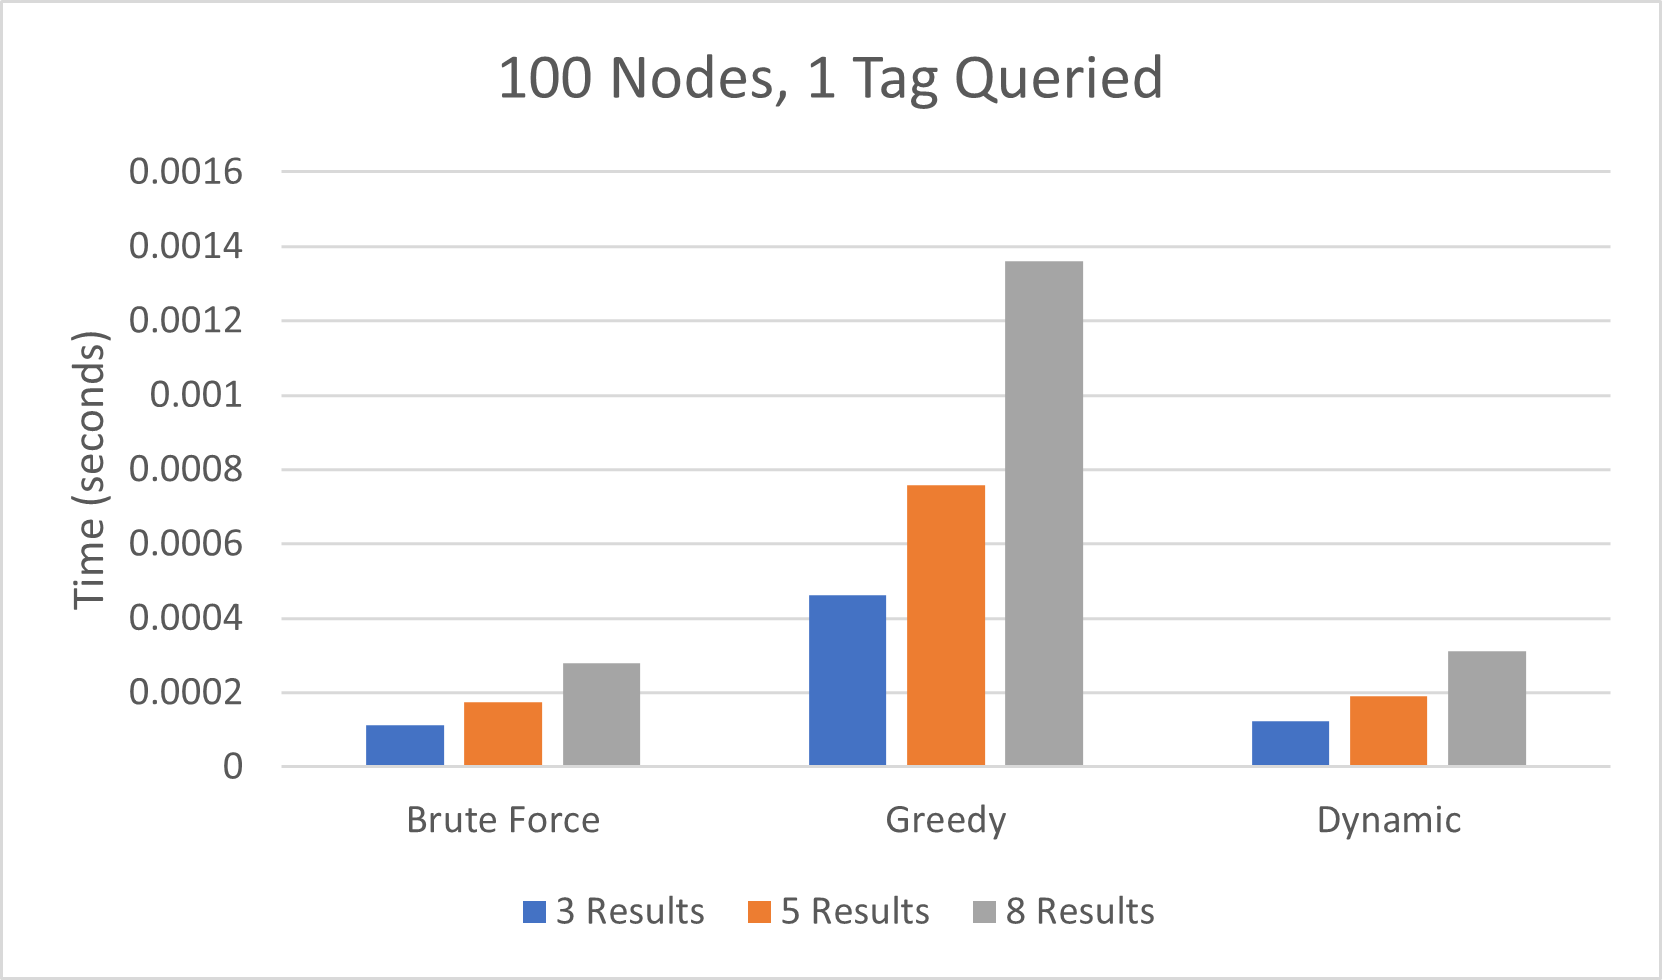 100 Nodes, 1 Tag Queried
Time (seconds)
0.0016
0.0014
0.0012
0.001
0.0008
0.0006
0.0004
0.0002
0
Brute Force Greedy Dynamic
3 Results 5 Results 8 Results